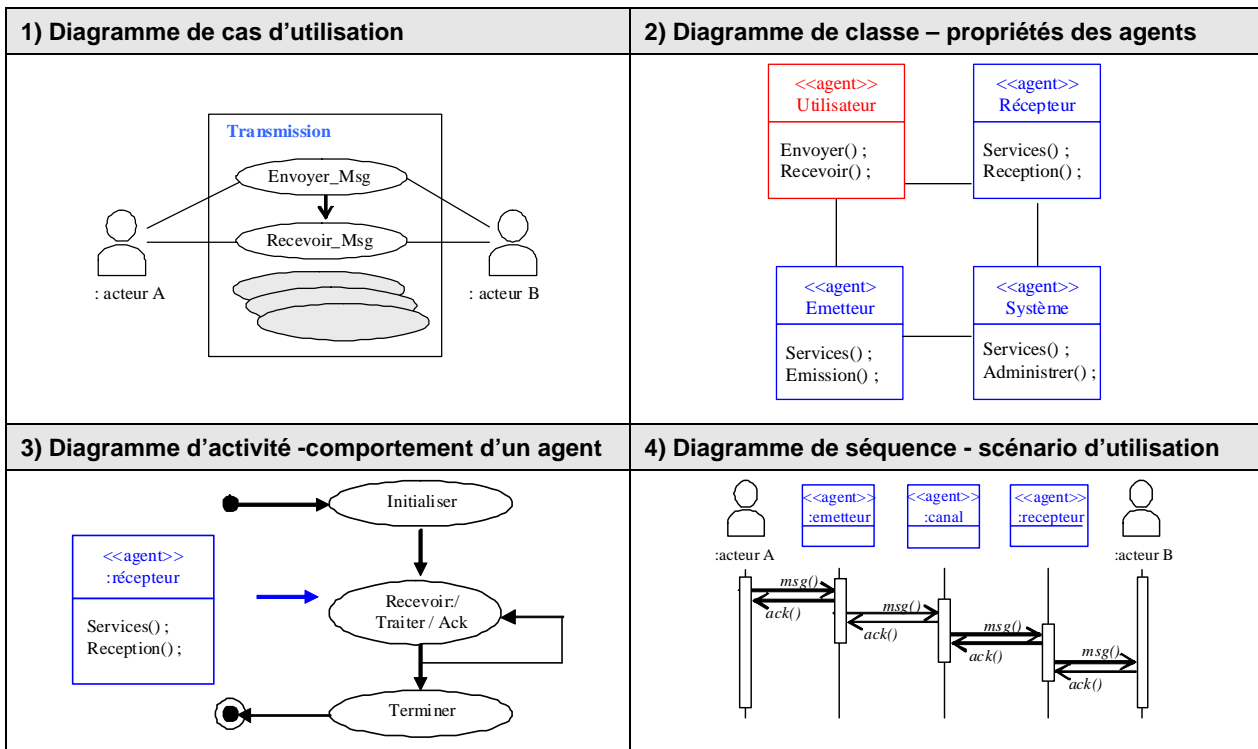 1) Diagramme de cas d’utilisation
Transmission
Envoyer_Msg
Recevoir_Msg
: acteur A
: acteur B
2) Diagramme de classe – propriétés des agents
<<agent>>
Utilisateur
Envoyer() ;
Recevoir() ;
<<agent>>
Récepteur
Services() ;
Reception() ;
<<agent>
Emetteur
Services() ;
Emission() ;
<<agent>>
Système
Services() ;
Administrer() ;
3) Diagramme d’activité -comportement d’un agent
Initialiser
<<agent>>
:récepteur
Services() ;
Reception() ;
Recevoir:/
Traiter / Ack
Terminer
4) Diagramme de séquence - scénario d’utilisation
:acteur A
<<agent>>
:emetteur
<<agent>>
:canal
<<agent>>
:recepteur
:acteur B
msg()
ack()
msg()
ack()
msg()
ack()
msg()
ack()